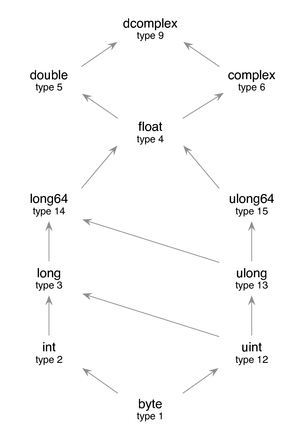 dcomplex
type 9
double
type 5
complex
type 6
float
type 4
long64
type 14
ulong64
type 15
long
type 3
ulong
type 13
int
type 2
uint
type 12
byte
type 1